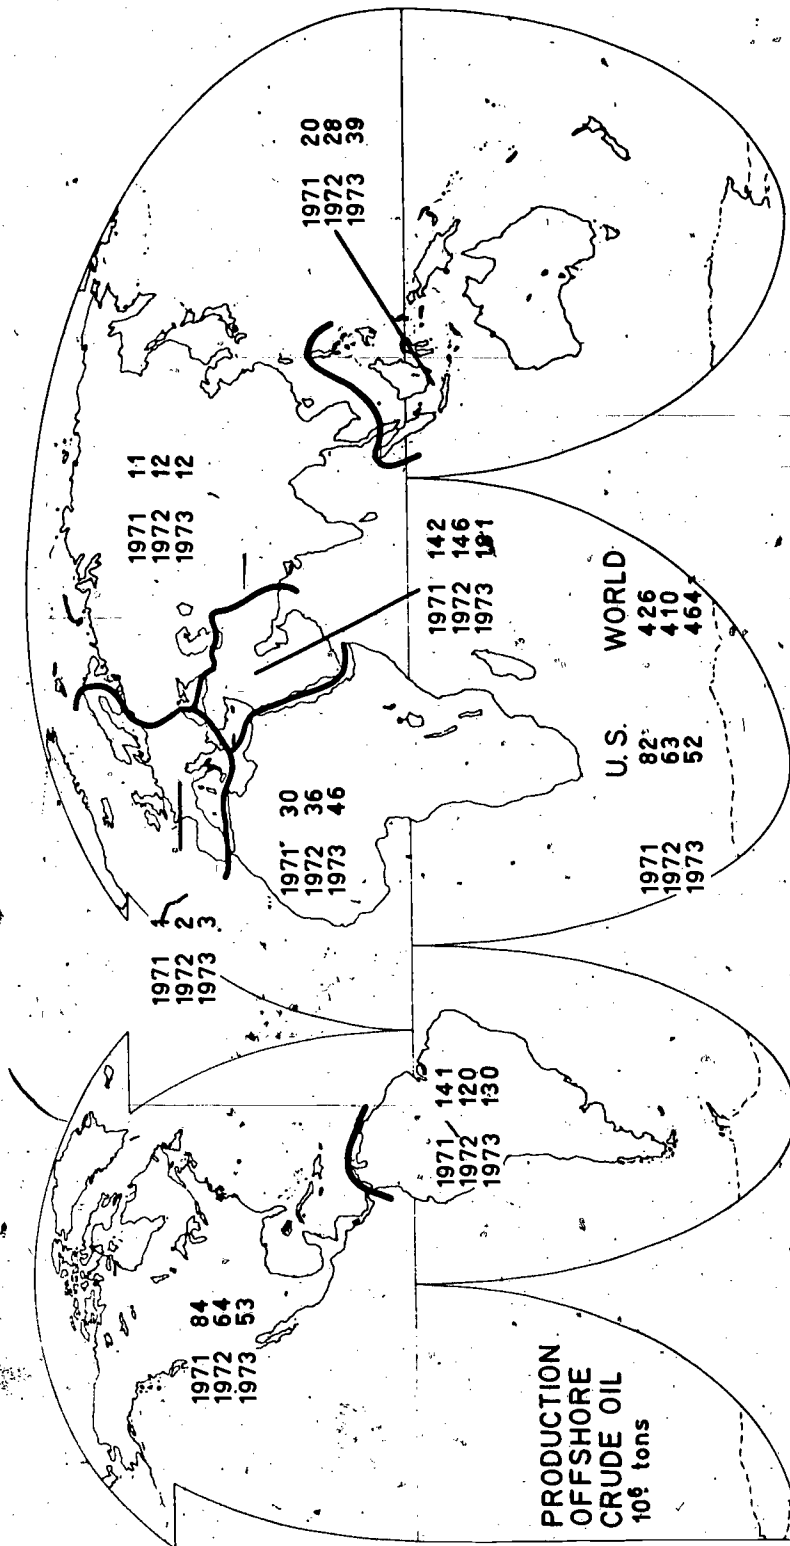 1971 84
1972 64
1973 53
1971 1
1972 2
1973 3
1971 11
1972 12
1973 12
1971 20
1972 28
1973 39
1971 30
1972 36
1973 46
1971 142
1972 146
1973 181
1971 141
1972 120
1973 130
PRODUCTION
OFFSHORE
CRUDE OIL
10⁶ tons
U.S. WORLD
1971 82 426
1972 63 410
1973 52 464